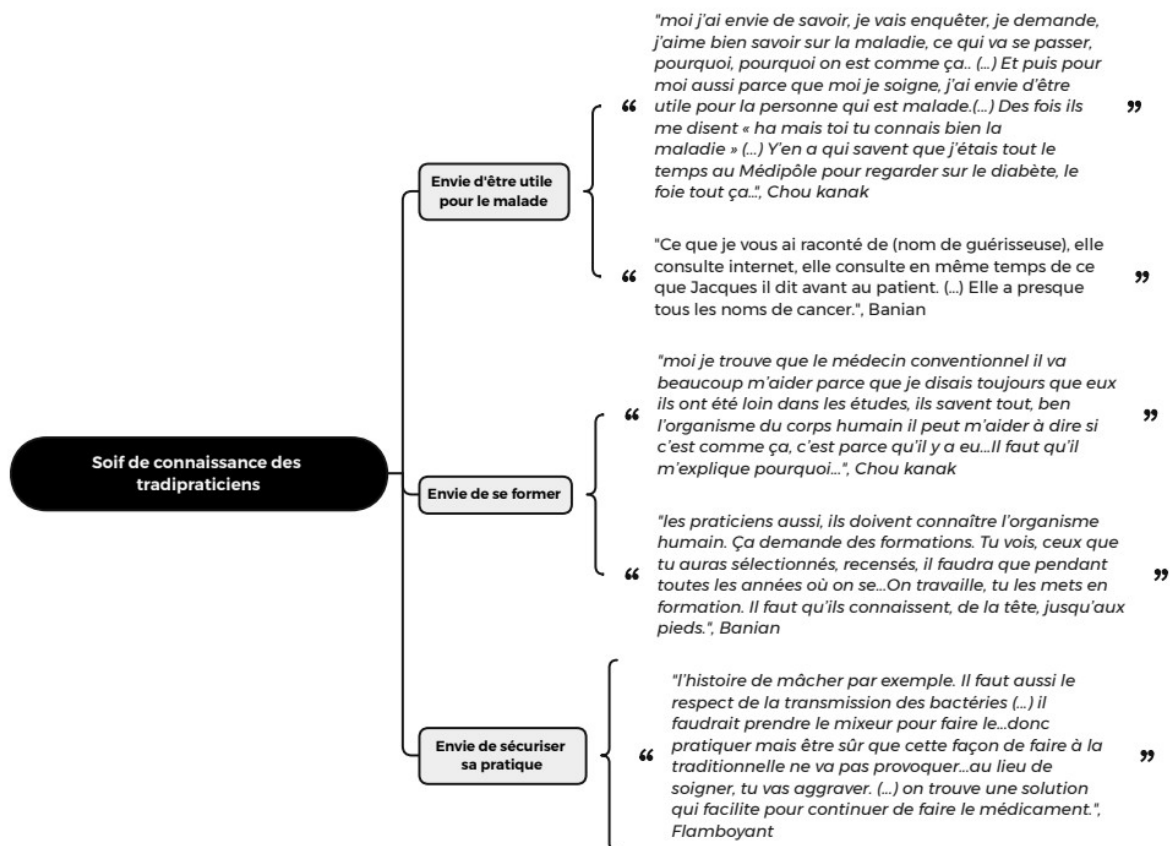 Soif de connaissance des
tradipraticiens
Envie d'être utile
pour le malade
“
"moi j'ai envie de savoir, je vais enquêter, je demande,
j'aime bien savoir sur la maladie, ce qui va se passer,
pourquoi, pourquoi on est comme ça.. (...) Et puis pour
moi aussi parce que moi je soigne, j'ai envie d'être
utile pour la personne qui est malade.(...) Des fois ils
me disent « ha mais toi tu connais bien la
maladie » (...) Y'en a qui savent que j'étais tout le
temps au Médipôle pour regarder sur le diabète, le
foie tout ça...", Chou kanak
”
“
"Ce que je vous ai raconté de (nom de guérisseuse), elle
consulte internet, elle consulte en même temps de ce
que Jacques il dit avant au patient. (...) Elle a presque
tous les noms de cancer.", Banian
”
Envie de se former
“
"moi je trouve que le médecin conventionnel il va
beaucoup m'aider parce que je disais toujours que eux
ils ont été loin dans les études, ils savent tout, ben
l'organisme du corps humain il peut m'aider à dire si
c'est comme ça, c'est parce qu'il y a eu...Il faut qu'il
m'explique pourquoi...", Chou kanak
”
“
"les praticiens aussi, ils doivent connaître l'organisme
humain. Ça demande des formations. Tu vois, ceux que
tu auras sélectionnés, recensés, il faudra que pendant
toutes les années où on se...On travaille, tu les mets en
formation. Il faut qu'ils connaissent, de la tête, jusqu'aux
pieds.", Banian
”
Envie de sécuriser
sa pratique
“
"l'histoire de mâcher par exemple. Il faut aussi le
respect de la transmission des bactéries (...) il
faudrait prendre le mixeur pour faire le...donc
pratiquer mais être sûr que cette façon de faire à la
traditionnelle ne va pas provoquer...au lieu de
soigner, tu vas aggraver. (...) on trouve une solution
qui facilite pour continuer de faire le médicament.",
Flamboyant
”